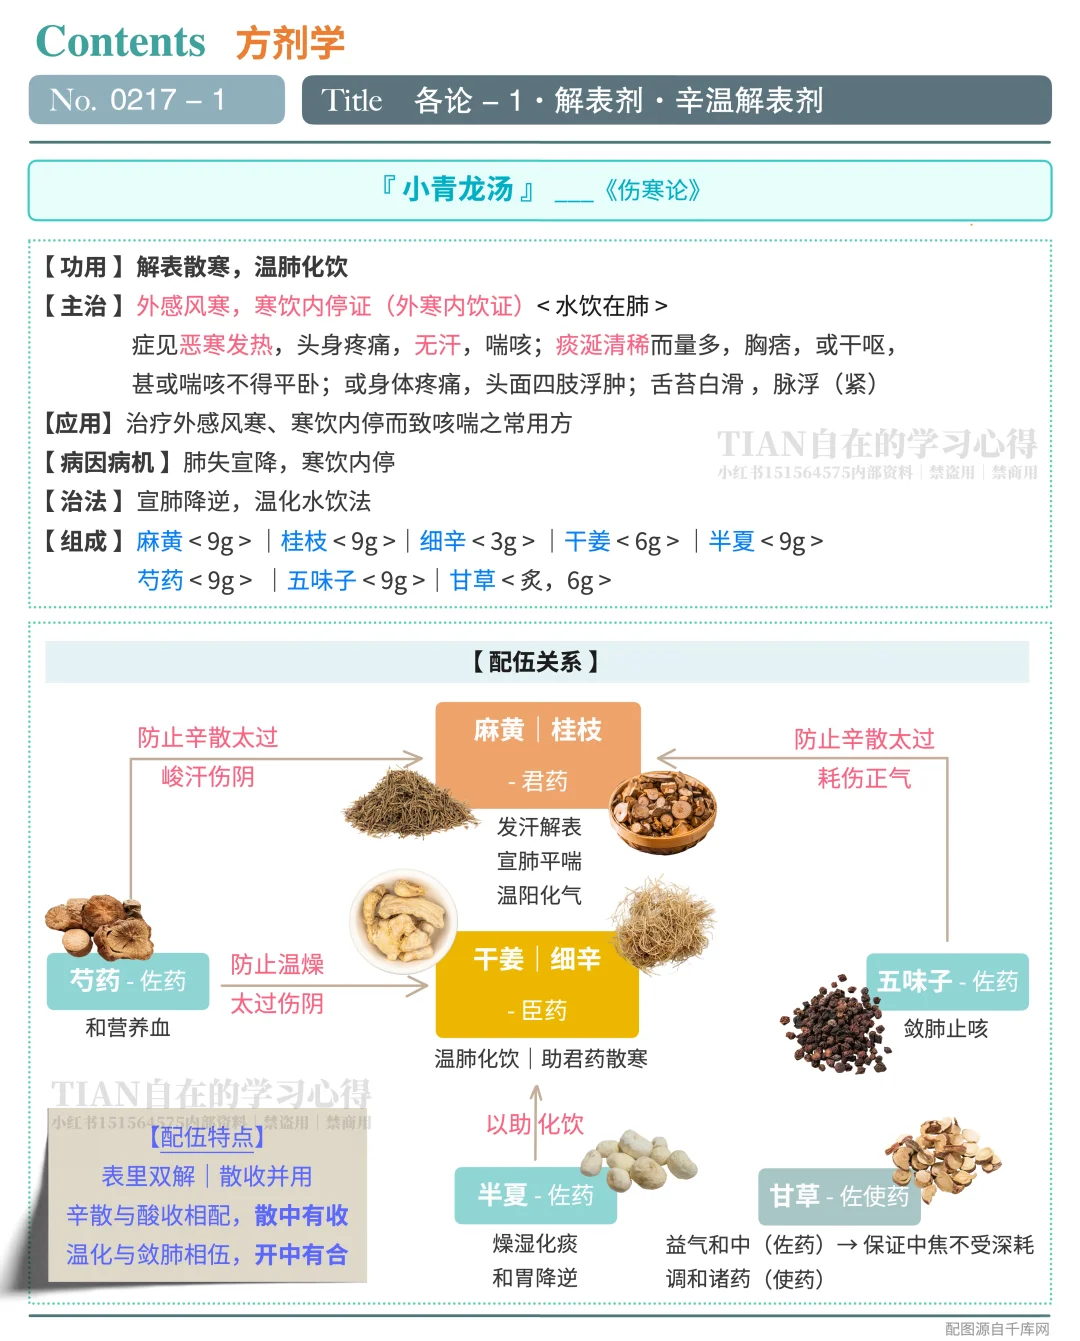 Contents 方剂学
No. 0217 – 1
Title 各论 – 1 · 解表剂 · 辛温解表剂
『 小青龙汤 』 ___《伤寒论》
【 功用 】解表散寒，温肺化饮
【 主治 】外感风寒，寒饮内停证（外寒内饮证）< 水饮在肺 >
症见恶寒发热，头身疼痛，无汗，喘咳；痰涎清稀而量多，胸痞，或干呕，
甚或喘咳不得平卧；或身体疼痛，头面四肢浮肿；舌苔白滑 ，脉浮（紧）
【应用】治疗外感风寒、寒饮内停而致咳喘之常用方
【 病因病机 】肺失宣降，寒饮内停
【 治法 】宣肺降逆，温化水饮法
【 组成 】麻黄 < 9g > ｜桂枝 < 9g >｜细辛 < 3g > ｜干姜 < 6g > ｜半夏 < 9g >
芍药 < 9g > ｜五味子 < 9g >｜甘草 < 炙，6g >
TIAN自在的学习心得
小红书151564575内部资料｜禁盗用｜禁商用
【 配伍关系 】
麻黄｜桂枝
- 君药
发汗解表
宣肺平喘
温阳化气
防止辛散太过
峻汗伤阴
防止辛散太过
耗伤正气
芍药 - 佐药
和营养血
防止温燥
太过伤阴
干姜｜细辛
- 臣药
温肺化饮｜助君药散寒
五味子 - 佐药
敛肺止咳
以助 化饮
半夏 - 佐药
燥湿化痰
和胃降逆
甘草 - 佐使药
益气和中（佐药）→ 保证中焦不受深耗
调和诸药（使药）
TIAN自在的学习心得
小红书151564575内部资料｜禁盗用｜禁商用
【配伍特点】
表里双解｜散收并用
辛散与酸收相配，散中有收
温化与敛肺相伍，开中有合
配图源自千库网